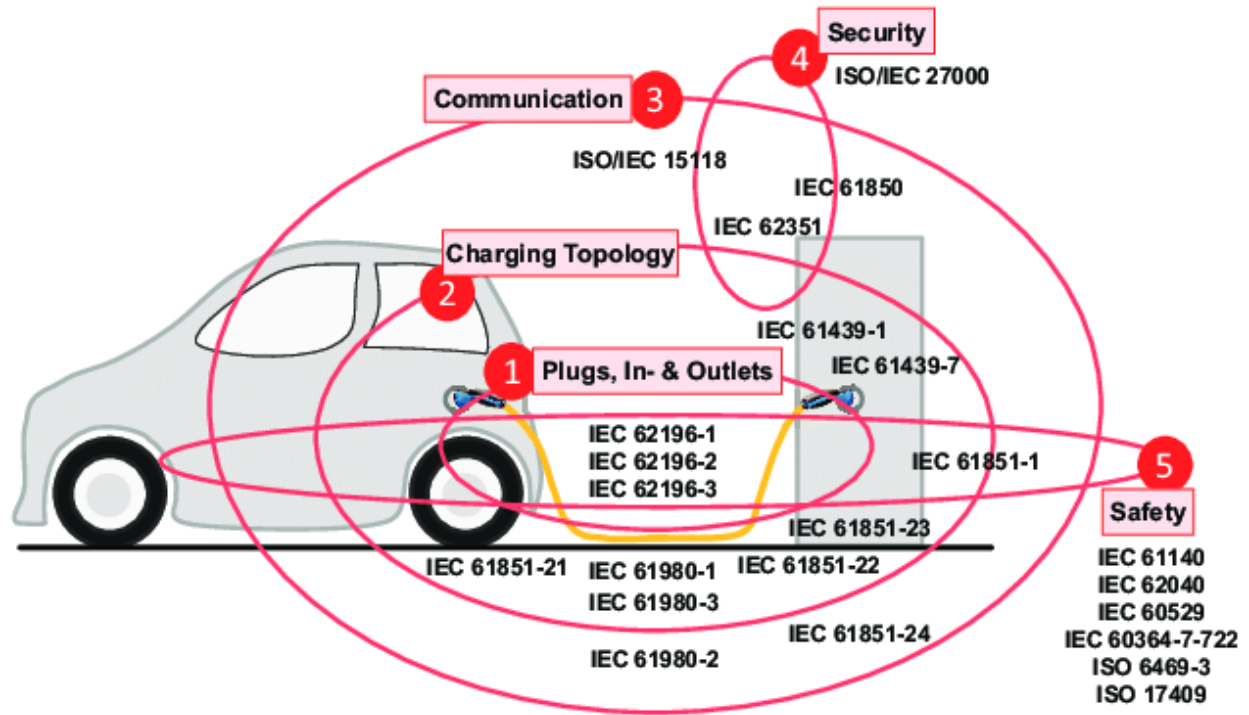 Security
4
ISO/IEC 27000
Communication
3
ISO/IEC 15118
IEC 61850
IEC 62351
Charging Topology
2
IEC 61439-1
IEC 61439-7
1
Plugs, In- & Outlets
IEC 62196-1
IEC 62196-2
IEC 62196-3
IEC 61851-1
5
Safety
IEC 61851-23
IEC 61851-21
IEC 61980-1
IEC 61851-22
IEC 61980-3
IEC 61851-24
IEC 61980-2
IEC 61140
IEC 62040
IEC 60529
IEC 60364-7-722
ISO 6469-3
ISO 17409